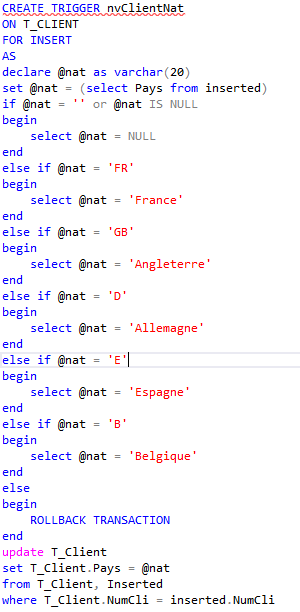 CREATE TRIGGER nvClientNat
ON T_CLIENT
FOR INSERT
AS
declare @nat as varchar(20)
set @nat = (select Pays from inserted)
if @nat = '' or @nat IS NULL
begin
    select @nat = NULL
end
else if @nat = 'FR'
begin
    select @nat = 'France'
end
else if @nat = 'GB'
begin
    select @nat = 'Angleterre'
end
else if @nat = 'D'
begin
    select @nat = 'Allemagne'
end
else if @nat = 'E'
begin
    select @nat = 'Espagne'
end
else if @nat = 'B'
begin
    select @nat = 'Belgique'
end
else
begin
    ROLLBACK TRANSACTION
end
update T_Client
set T_Client.Pays = @nat
from T_Client, Inserted
where T_Client.NumCli = inserted.NumCli